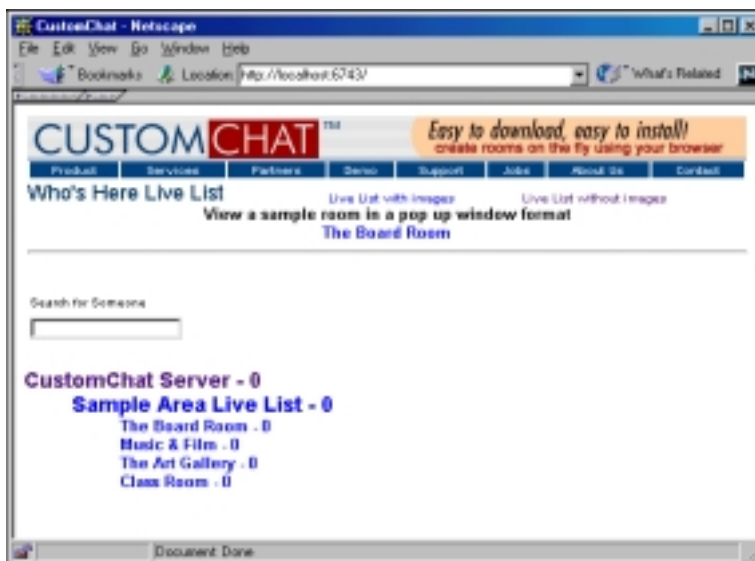 CustomChat - Netscape
File Edit View Go Window Help
Bookmarks Location: http://localhost:6743/ What's Related N
CUSTOMCHAT™ Easy to download, easy to install!
create rooms on the fly using your browser
Product Services Partners Demo Support Jobs About Us Contact
Who's Here Live List Live List with images Live List without images
View a sample room in a pop up window format
The Board Room
Search for Someone
CustomChat Server - 0
Sample Area Live List - 0
The Board Room - 0
Music & Film - 0
The Art Gallery - 0
Class Room - 0
Document: Done